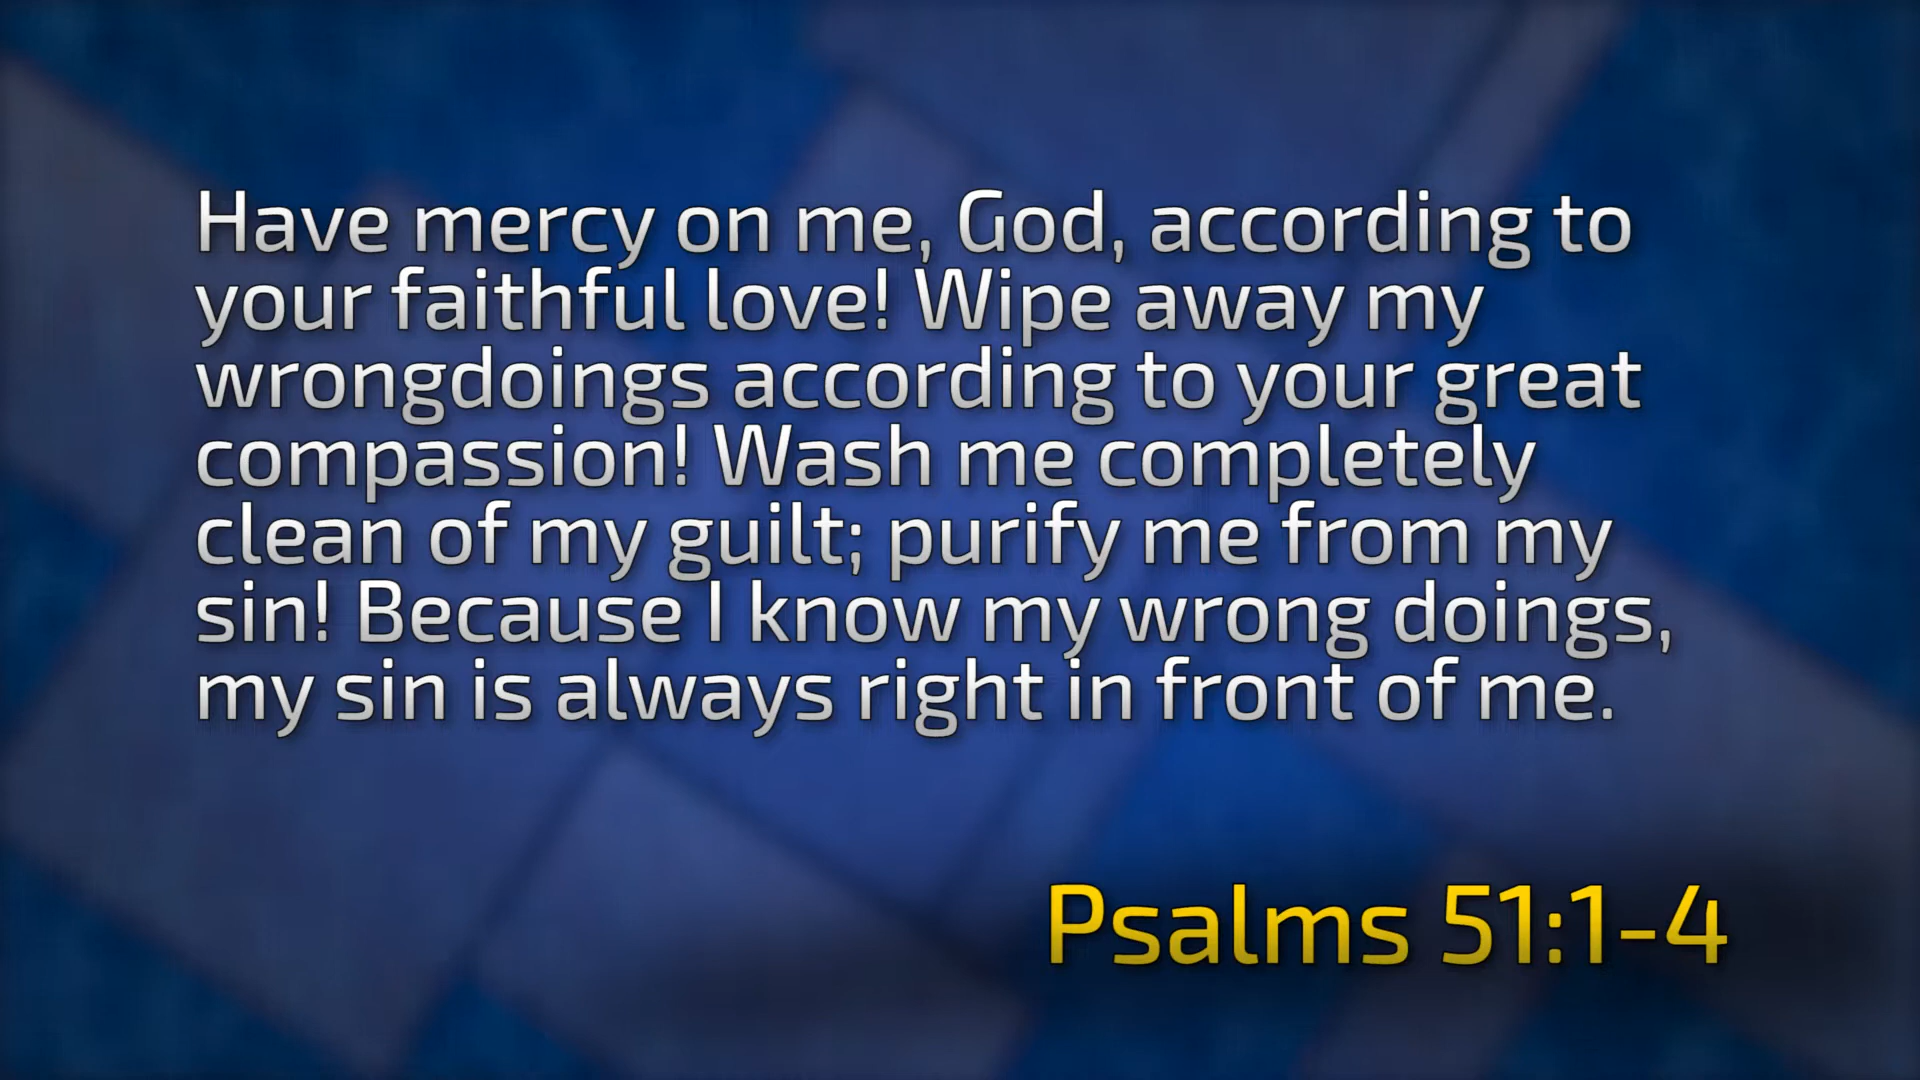 Have mercy on me, God, according to
your faithful love! Wipe away my
wrongdoings according to your great
compassion! Wash me completely
clean of my guilt; purify me from my
sin! Because I know my wrong doings,
my sin is always right in front of me.
Psalms 51:1-4